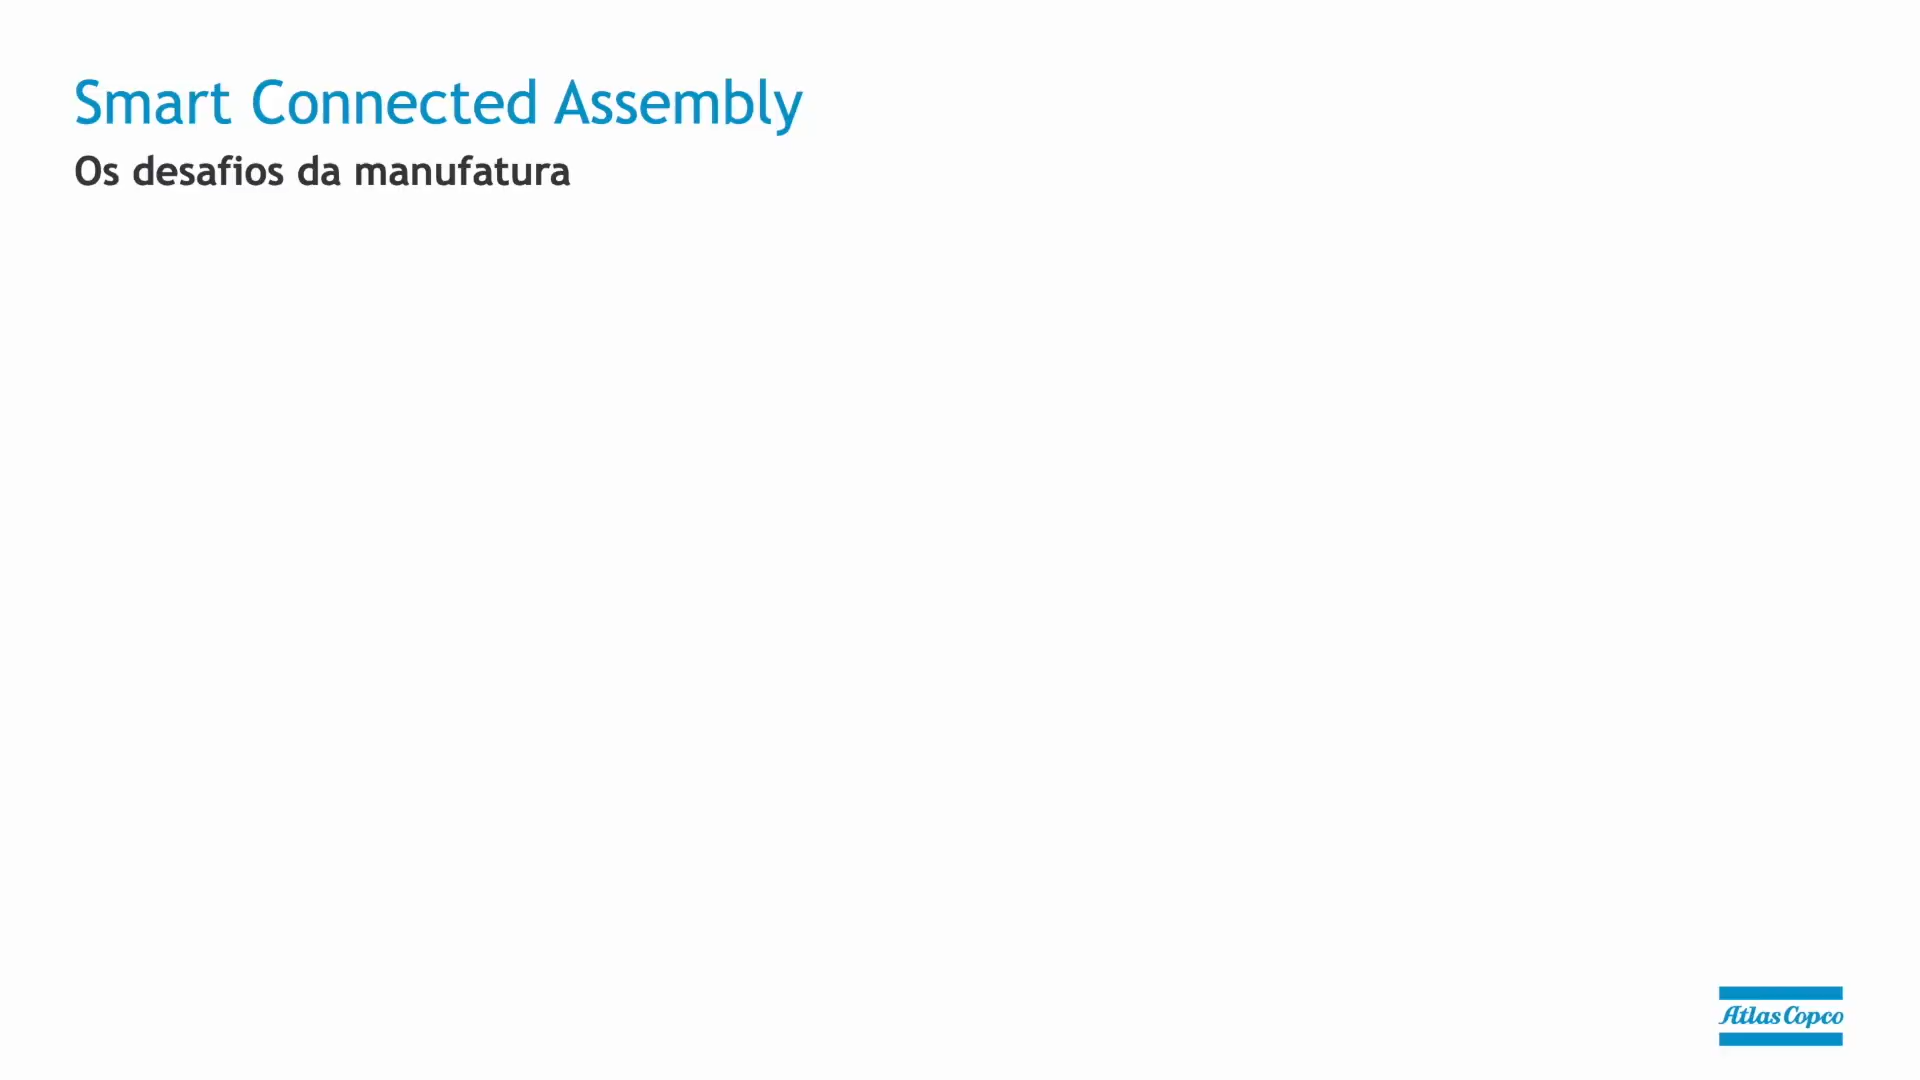 Smart Connected Assembly
Os desafios da manufatura
Atlas Copco